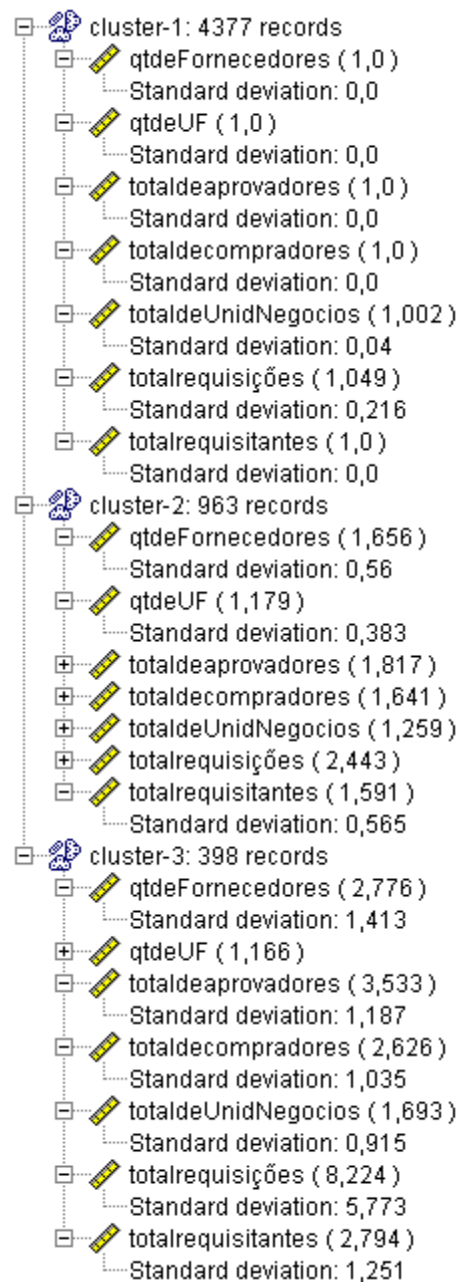 cluster-1: 4377 records
qtdeFornecedores ( 1,0 )
Standard deviation: 0,0
qtdeUF ( 1,0 )
Standard deviation: 0,0
totaldeaprovadores ( 1,0 )
Standard deviation: 0,0
totaldecompradores ( 1,0 )
Standard deviation: 0,0
totaldeUnidNegocios ( 1,002 )
Standard deviation: 0,04
totalrequisições ( 1,049 )
Standard deviation: 0,216
totalrequisitantes ( 1,0 )
Standard deviation: 0,0
cluster-2: 963 records
qtdeFornecedores ( 1,656 )
Standard deviation: 0,56
qtdeUF ( 1,179 )
Standard deviation: 0,383
totaldeaprovadores ( 1,817 )
totaldecompradores ( 1,641 )
totaldeUnidNegocios ( 1,259 )
totalrequisições ( 2,443 )
totalrequisitantes ( 1,591 )
Standard deviation: 0,565
cluster-3: 398 records
qtdeFornecedores ( 2,776 )
Standard deviation: 1,413
qtdeUF ( 1,166 )
totaldeaprovadores ( 3,533 )
Standard deviation: 1,187
totaldecompradores ( 2,626 )
Standard deviation: 1,035
totaldeUnidNegocios ( 1,693 )
Standard deviation: 0,915
totalrequisições ( 8,224 )
Standard deviation: 5,773
totalrequisitantes ( 2,794 )
Standard deviation: 1,251